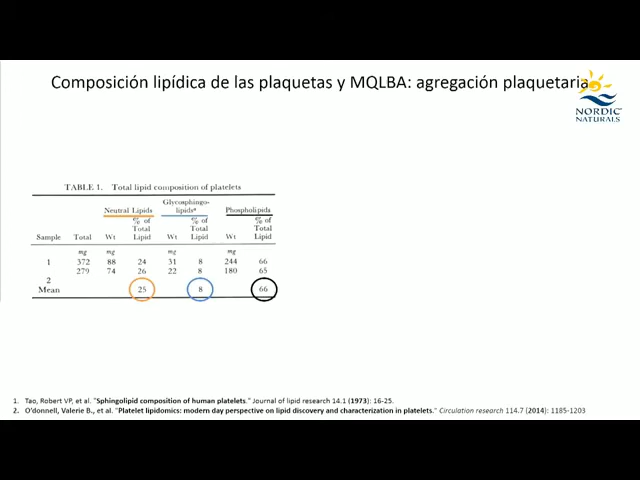 Composición lipídica de las plaquetas y MQLBA: agregación plaquetaria
NORDIC
NATURALS
TABLE 1. Total lipid composition of platelets
Neutral Lipids Glycosphingo-lipidsª Phospholipids
Sample Total Wt % of Total Lipid Wt % of Total Lipid Wt % of Total Lipid
mg mg mg mg
1 372 88 24 31 8 244 66
279 74 26 22 8 180 65
2
Mean 25 8 66
1. Tao, Robert VP, et al. "Sphingolipid composition of human platelets." Journal of lipid research 14.1 (1973): 16-25.
2. O'donnell, Valerie B., et al. "Platelet lipidomics: modern day perspective on lipid discovery and characterization in platelets." Circulation research 114.7 (2014): 1185-1203